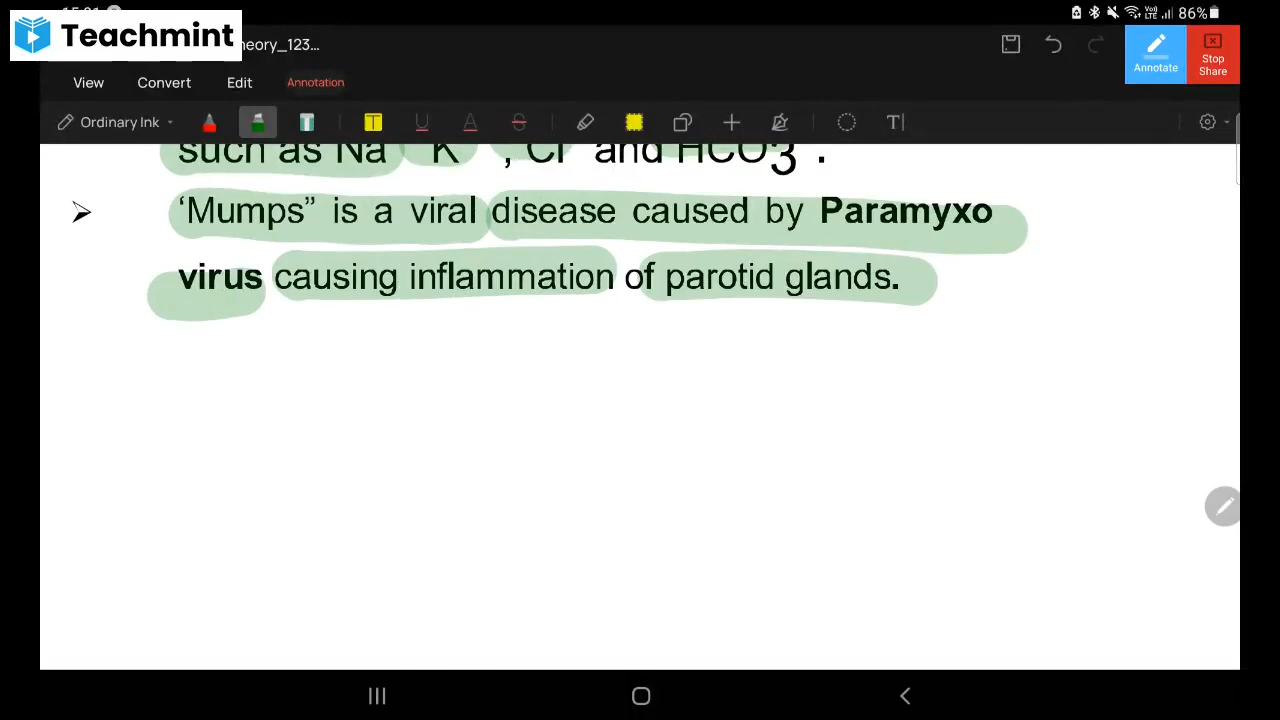 Teachmint
heory_123...
86%
Annotate
Stop
Share
View Convert Edit Annotation
Ordinary Ink
such as Na K , Cl and HCO3 .
➢ ‘Mumps” is a viral disease caused by Paramyxo
virus causing inflammation of parotid glands.